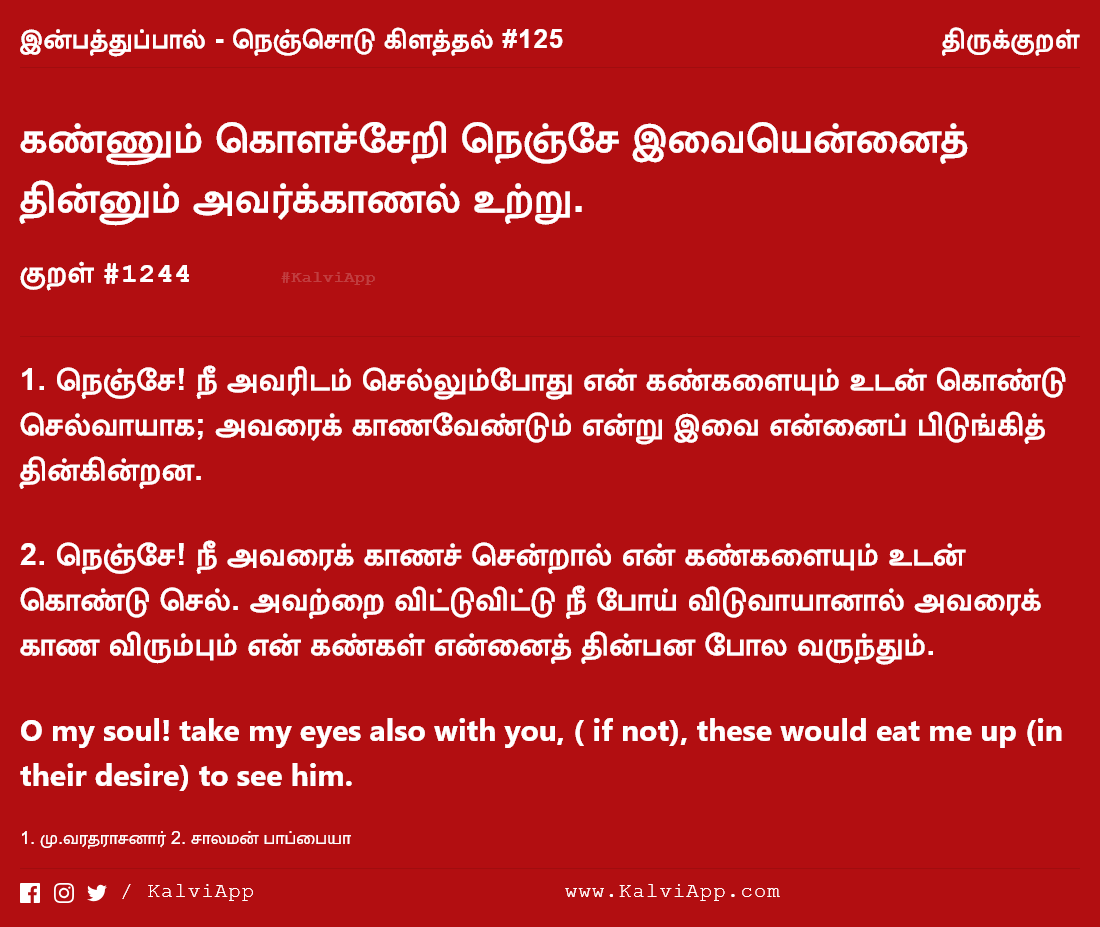 இன்பத்துப்பால் - நெஞ்சொடு கிளத்தல் #125
திருக்குறள்
கண்ணும் கொளச்சேறி நெஞ்சே இவையென்னைத்
தின்னும் அவர்க்காணல் உற்று.
குறள் #1244
#KalviApp
1. நெஞ்சே! நீ அவரிடம் செல்லும்போது என் கண்களையும் உடன் கொண்டு
செல்வாயாக; அவரைக் காணவேண்டும் என்று இவை என்னைப் பிடுங்கித்
தின்கின்றன.
2. நெஞ்சே! நீ அவரைக் காணச் சென்றால் என் கண்களையும் உடன்
கொண்டு செல். அவற்றை விட்டுவிட்டு நீ போய் விடுவாயானால் அவரைக்
காண விரும்பும் என் கண்கள் என்னைத் தின்பன போல வருந்தும்.
O my soul! take my eyes also with you, ( if not), these would eat me up (in
their desire) to see him.
1. மு.வரதராசனார் 2. சாலமன் பாப்பையா
/ KalviApp
www.KalviApp.com